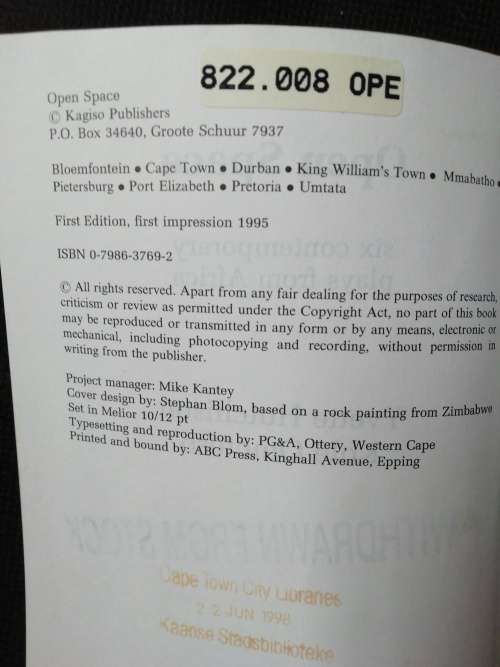 822.008 OPE
Open Space
© Kagiso Publishers
P.O. Box 34640, Groote Schuur 7937
Bloemfontein ● Cape Town ● Durban ● King William's Town ● Mmabatho ●
Pietersburg ● Port Elizabeth ● Pretoria ● Umtata
First Edition, first impression 1995
ISBN 0-7986-3769-2
© All rights reserved. Apart from any fair dealing for the purposes of research,
criticism or review as permitted under the Copyright Act, no part of this book
may be reproduced or transmitted in any form or by any means, electronic or
mechanical, including photocopying and recording, without permission in
writing from the publisher.
Project manager: Mike Kantey
Cover design by: Stephan Blom, based on a rock painting from Zimbabwe
Set in Melior 10/12 pt
Typesetting and reproduction by: PG&A, Ottery, Western Cape
Printed and bound by: ABC Press, Kinghall Avenue, Epping
WITHDRAWN FROM STOCK
Cape Town City Libraries
22 JUN 1998
Kaapse Stadsbiblioteke